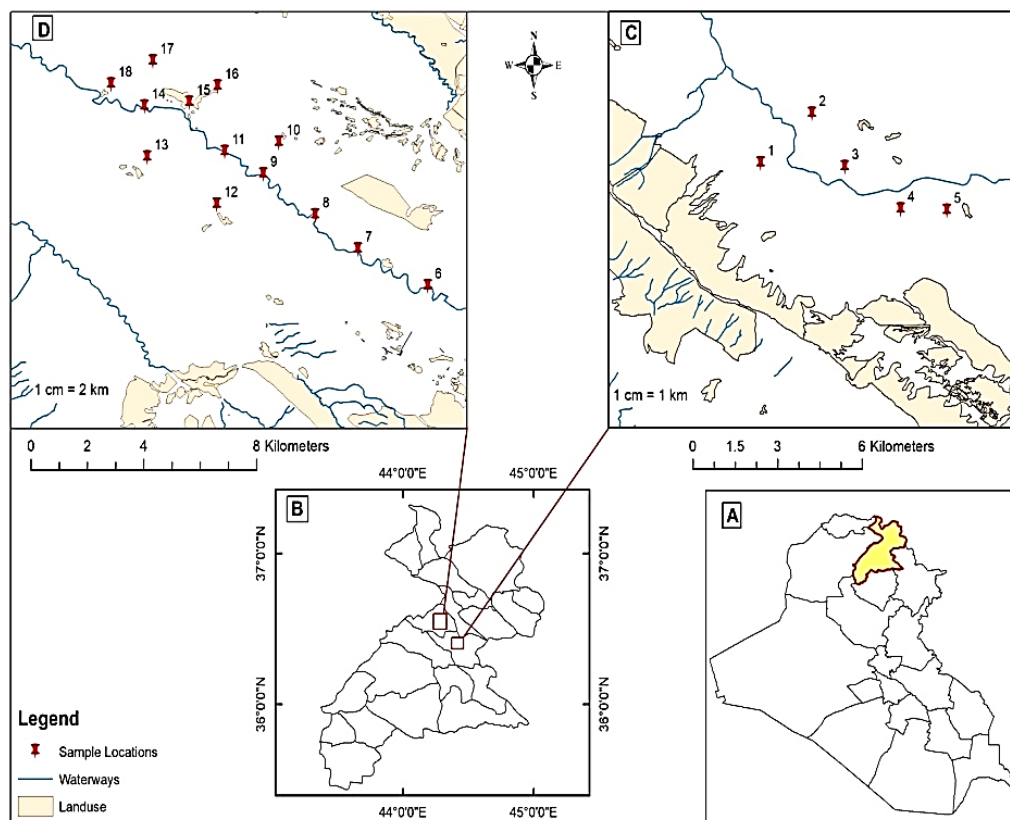 D
17
18
16
15
14
13
11
10
9
12
8
7
6
1 cm = 2 km
N
W E
S
C
2
1
3
4
5
1 cm = 1 km
&
0 2 4 8 Kilometers
0 1.5 3 6 Kilometers
44°0'0"E 45°0'0"E
B
37°0'0"N 37°0'0"N
36°0'0"N 36°0'0"N
44°0'0"E 45°0'0"E
A
Legend
Sample Locations
Waterways
Landuse